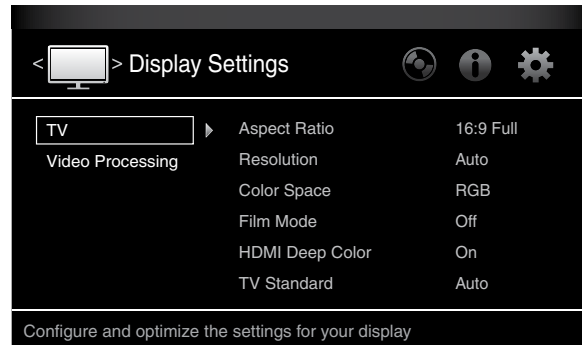 < > Display Settings
TV Aspect Ratio 16:9 Full
Video Processing Resolution Auto
Color Space RGB
Film Mode Off
HDMI Deep Color On
TV Standard Auto
Configure and optimize the settings for your display